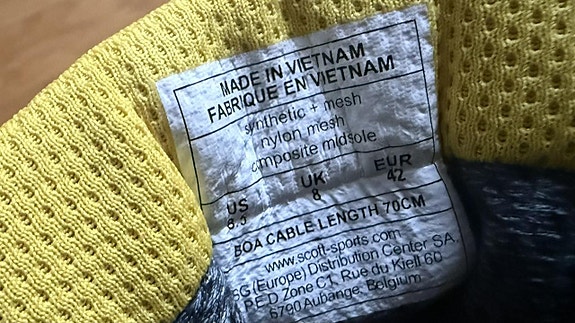 MADE IN VIETNAM
FABRIQUE EN VIETNAM
synthetic + mesh
nylon mesh
composite midsole
US UK EUR
8 42
BOA CABLE LENGTH 70CM
www.scott-sports.com
SG (Europe) Distribution Center SA.
P.E.D Zone C1, Rue du Kiell 60
6790 Aubange, Belgium